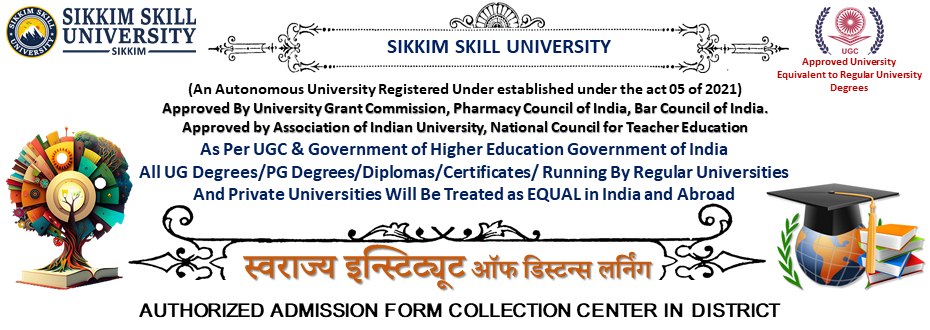 SIKKIM SKILL
UNIVERSITY
SIKKIM
SIKKIM SKILL UNIVERSITY
SIKKIM SKILL
UNIVERSITY
UGC
Approved University
Equivalent to Regular University
Degrees
(An Autonomous University Registered Under established under the act 05 of 2021)
Approved By University Grant Commission, Pharmacy Council of India, Bar Council of India.
Approved by Association of Indian University, National Council for Teacher Education
As Per UGC & Government of Higher Education Government of India
All UG Degrees/PG Degrees/Diplomas/Certificates/ Running By Regular Universities
And Private Universities Will Be Treated as EQUAL in India and Abroad
स्वराज्य इन्स्टिट्यूट ऑफ डिस्टन्स लर्निंग
AUTHORIZED ADMISSION FORM COLLECTION CENTER IN DISTRICT